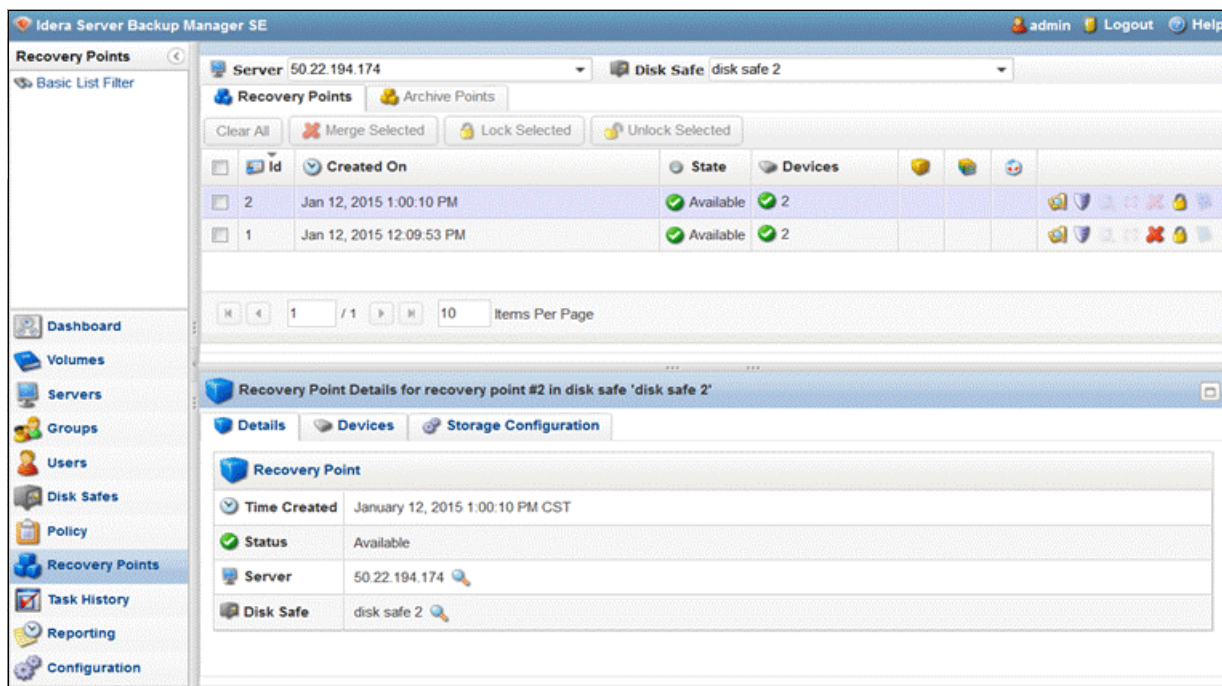 Idera Server Backup Manager SE admin Logout Help
Recovery Points
Basic List Filter
Server 50.22.194.174 Disk Safe disk safe 2
Recovery Points Archive Points
Clear All Merge Selected Lock Selected Unlock Selected
Id Created On State Devices
2 Jan 12, 2015 1:00:10 PM Available 2
1 Jan 12, 2015 12:09:53 PM Available 2
1 / 1 10 Items Per Page
Dashboard
Volumes
Servers
Groups
Users
Disk Safes
Policy
Recovery Points
Task History
Reporting
Configuration
Recovery Point Details for recovery point #2 in disk safe 'disk safe 2'
Details Devices Storage Configuration
Recovery Point
Time Created January 12, 2015 1:00:10 PM CST
Status Available
Server 50.22.194.174
Disk Safe disk safe 2